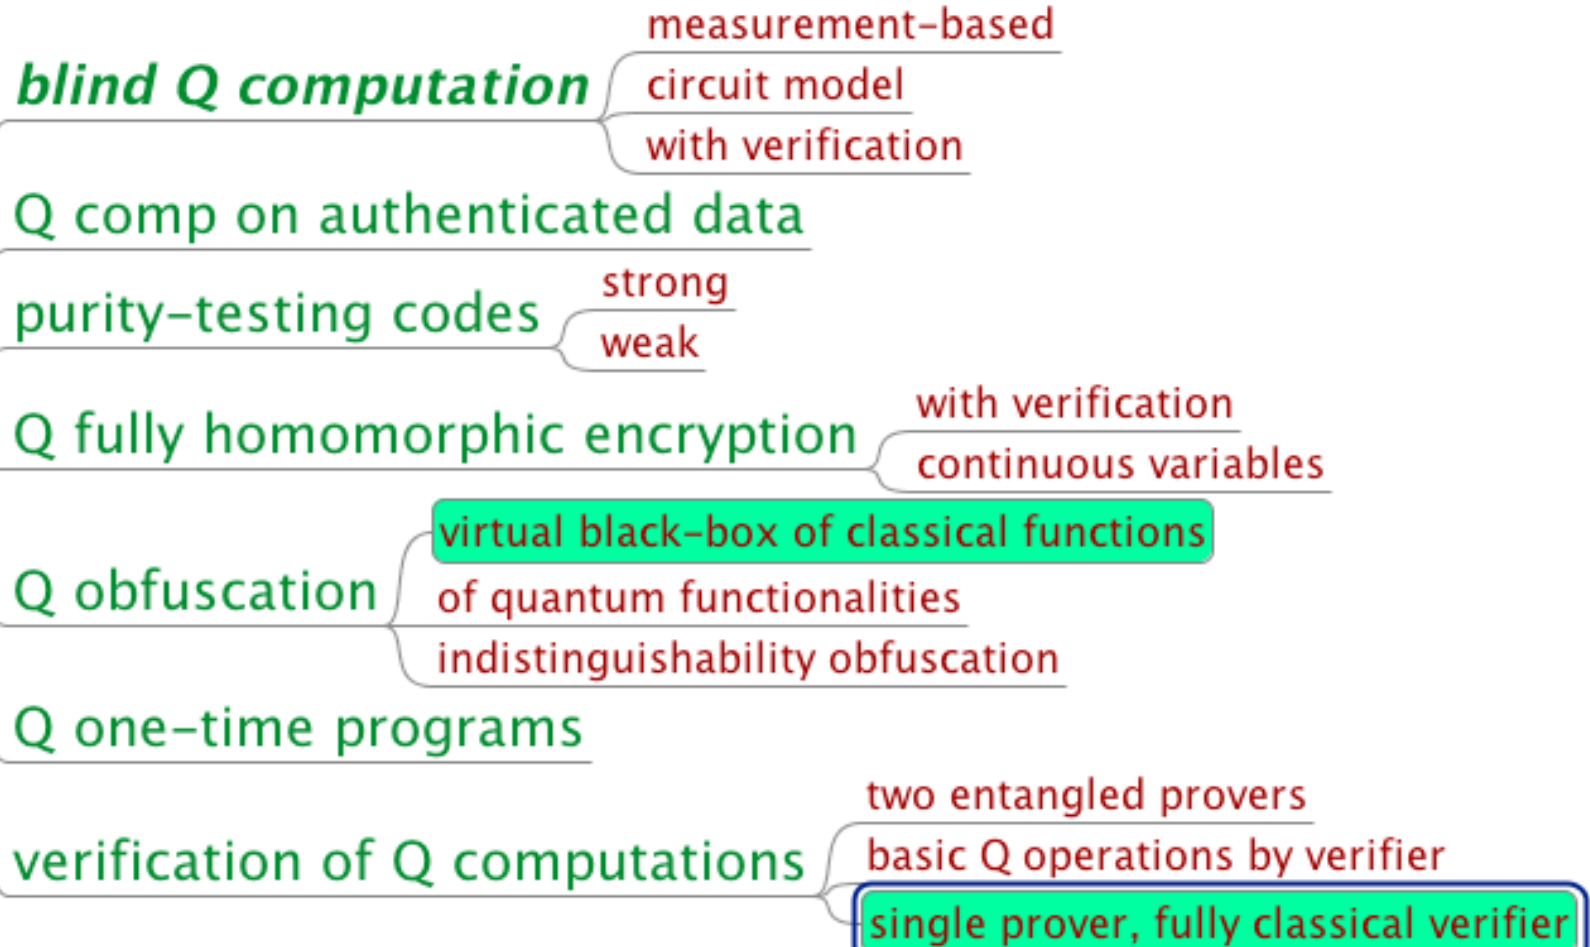 blind Q computation
measurement-based
circuit model
with verification
Q comp on authenticated data
purity-testing codes
strong
weak
Q fully homomorphic encryption
with verification
continuous variables
Q obfuscation
virtual black-box of classical functions
of quantum functionalities
indistinguishability obfuscation
Q one-time programs
verification of Q computations
two entangled provers
basic Q operations by verifier
single prover, fully classical verifier